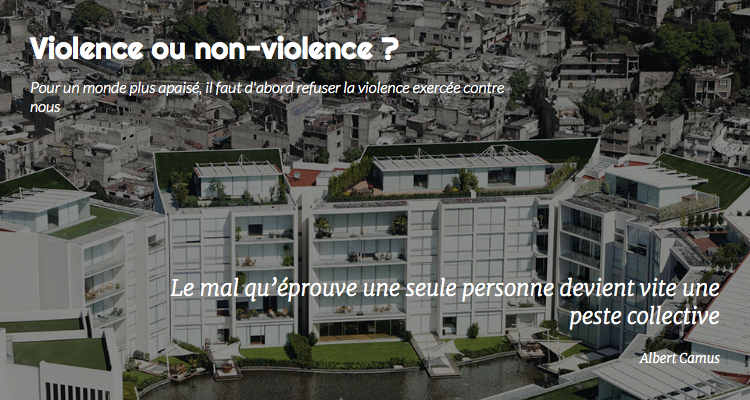 Violence ou non-violence ?
Pour un monde plus apaisé, il faut d'abord refuser la violence exercée contre
nous
Le mal qu’éprouve une seule personne devient vite une
peste collective
Albert Camus